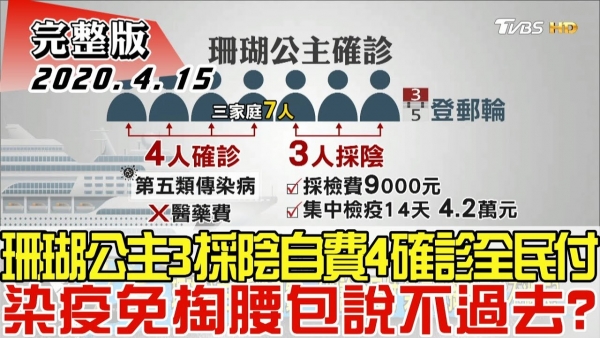 完整版
TVBS HD
2020.4.15
珊瑚公主確診
三家庭7人
3/5登郵輪
4人確診
3人採陰
第五類傳染病
採檢費9000元
醫藥費
集中檢疫14天 4.2萬元
珊瑚公主3採陰自費4確診全民付
染疫免掏腰包說不過去?